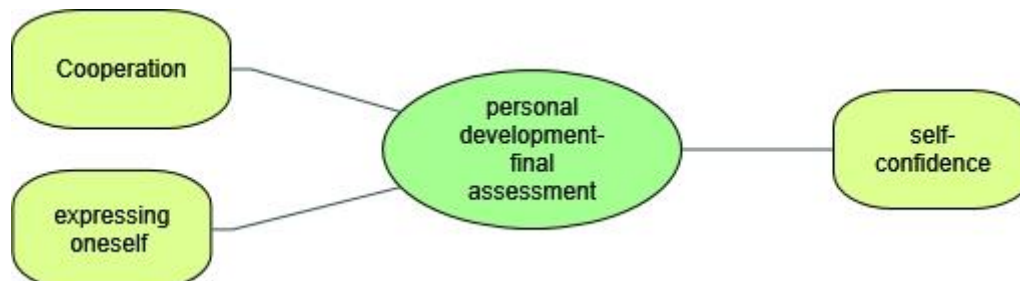 Cooperation
expressing
oneself
personal
development-
final
assessment
self-
confidence